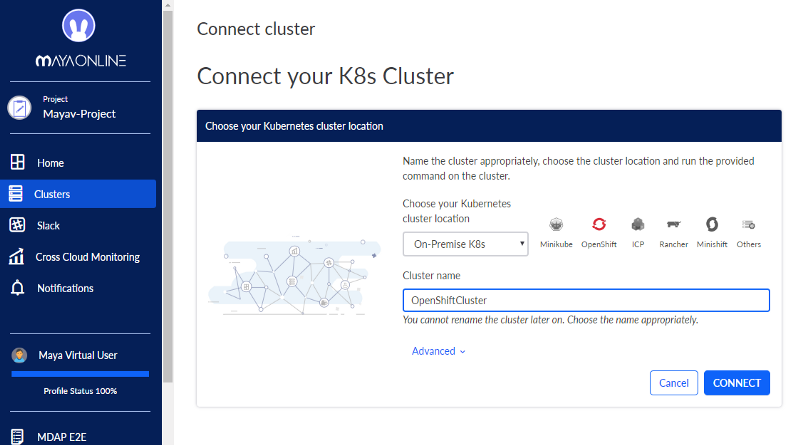 MAYAONLINE
Project
Mayav-Project
Home
Clusters
Slack
Cross Cloud Monitoring
Notifications
Maya Virtual User
Profile Status 100%
MDAP E2E
Connect cluster
Connect your K8s Cluster
Choose your Kubernetes cluster location
Name the cluster appropriately, choose the cluster location and run the provided
command on the cluster.
Choose your Kubernetes
cluster location
On-Premise K8s
Minikube OpenShift ICP Rancher Minishift Others
Cluster name
OpenShiftCluster
You cannot rename the cluster later on. Choose the name appropriately.
Advanced
Cancel CONNECT